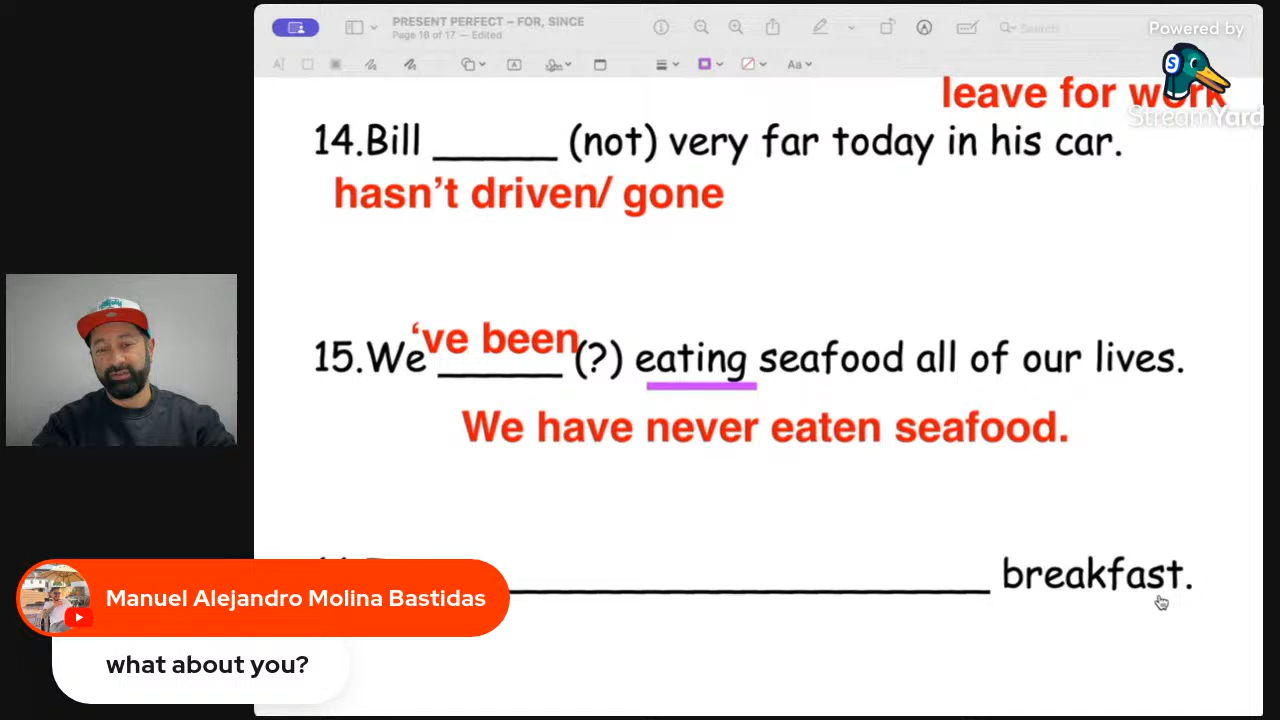 PRESENT PERFECT – FOR, SINCE
Page 16 of 17 — Edited
Search
Powered by
S
StreamYard
leave for work
14.Bill ______ (not) very far today in his car.
hasn't driven/ gone
‘ve been
15.We ______ (?) eating seafood all of our lives.
We have never eaten seafood.
breakfast.
Manuel Alejandro Molina Bastidas
what about you?